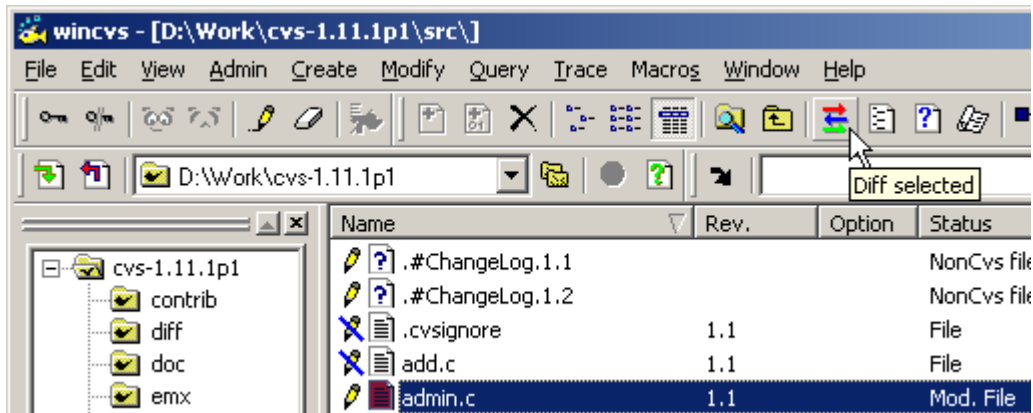 wincvs - [D:\Work\cvs-1.11.1p1\src\]
File Edit View Admin Create Modify Query Trace Macros Window Help
D:\Work\cvs-1.11.1p1
Diff selected
Name Rev. Option Status
cvs-1.11.1p1
contrib
diff
doc
emx
.#ChangeLog.1.1 NonCvs file
.#ChangeLog.1.2 NonCvs file
.cvsignore 1.1 File
add.c 1.1 File
admin.c 1.1 Mod. File